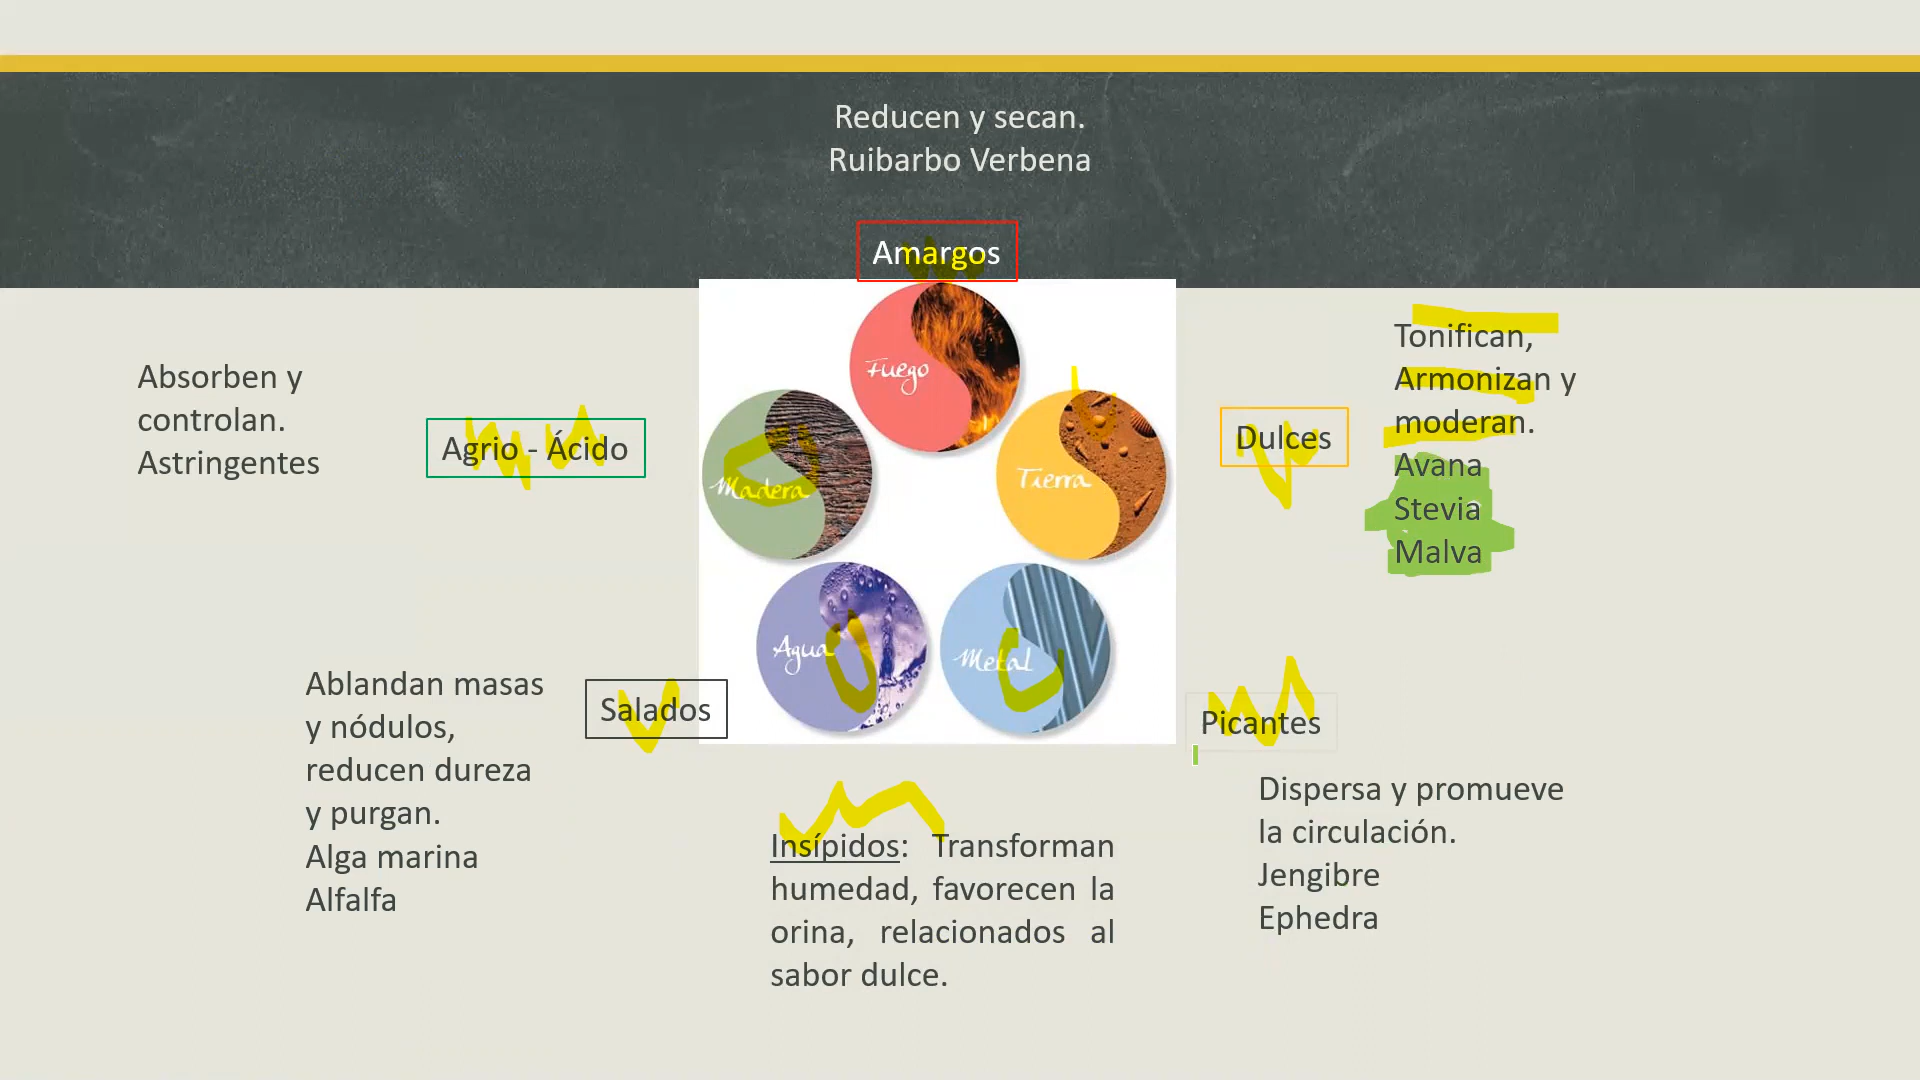 Reducen y secan.
Ruibarbo Verbena
Amargos
Absorben y
controlan.
Astringentes
Agrio - Ácido
Fuego
Madera
Tierra
Agua
Metal
Dulces
Tonifican,
Armonizan y
moderan.
Avana
Stevia
Malva
Ablandan masas
y nódulos,
reducen dureza
y purgan.
Alga marina
Alfalfa
Salados
Picantes
Dispersa y promueve
la circulación.
Jengibre
Ephedra
Insípidos: Transforman
humedad, favorecen la
orina, relacionados al
sabor dulce.